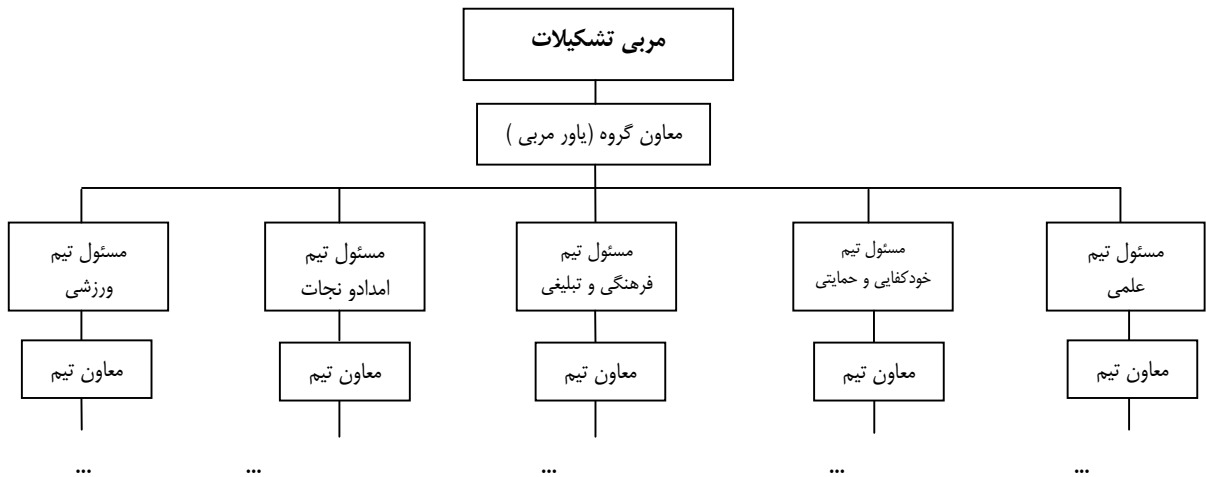 مربی تشکیلات
معاون گروه (یاور مربی )
مسئول تیم
علمی
مسئول تیم
خودکفایی و حمایتی
مسئول تیم
فرهنگی و تبلیغی
مسئول تیم
امدادو نجات
مسئول تیم
ورزشی
معاون تیم
معاون تیم
معاون تیم
معاون تیم
معاون تیم
...
...
...
...
...